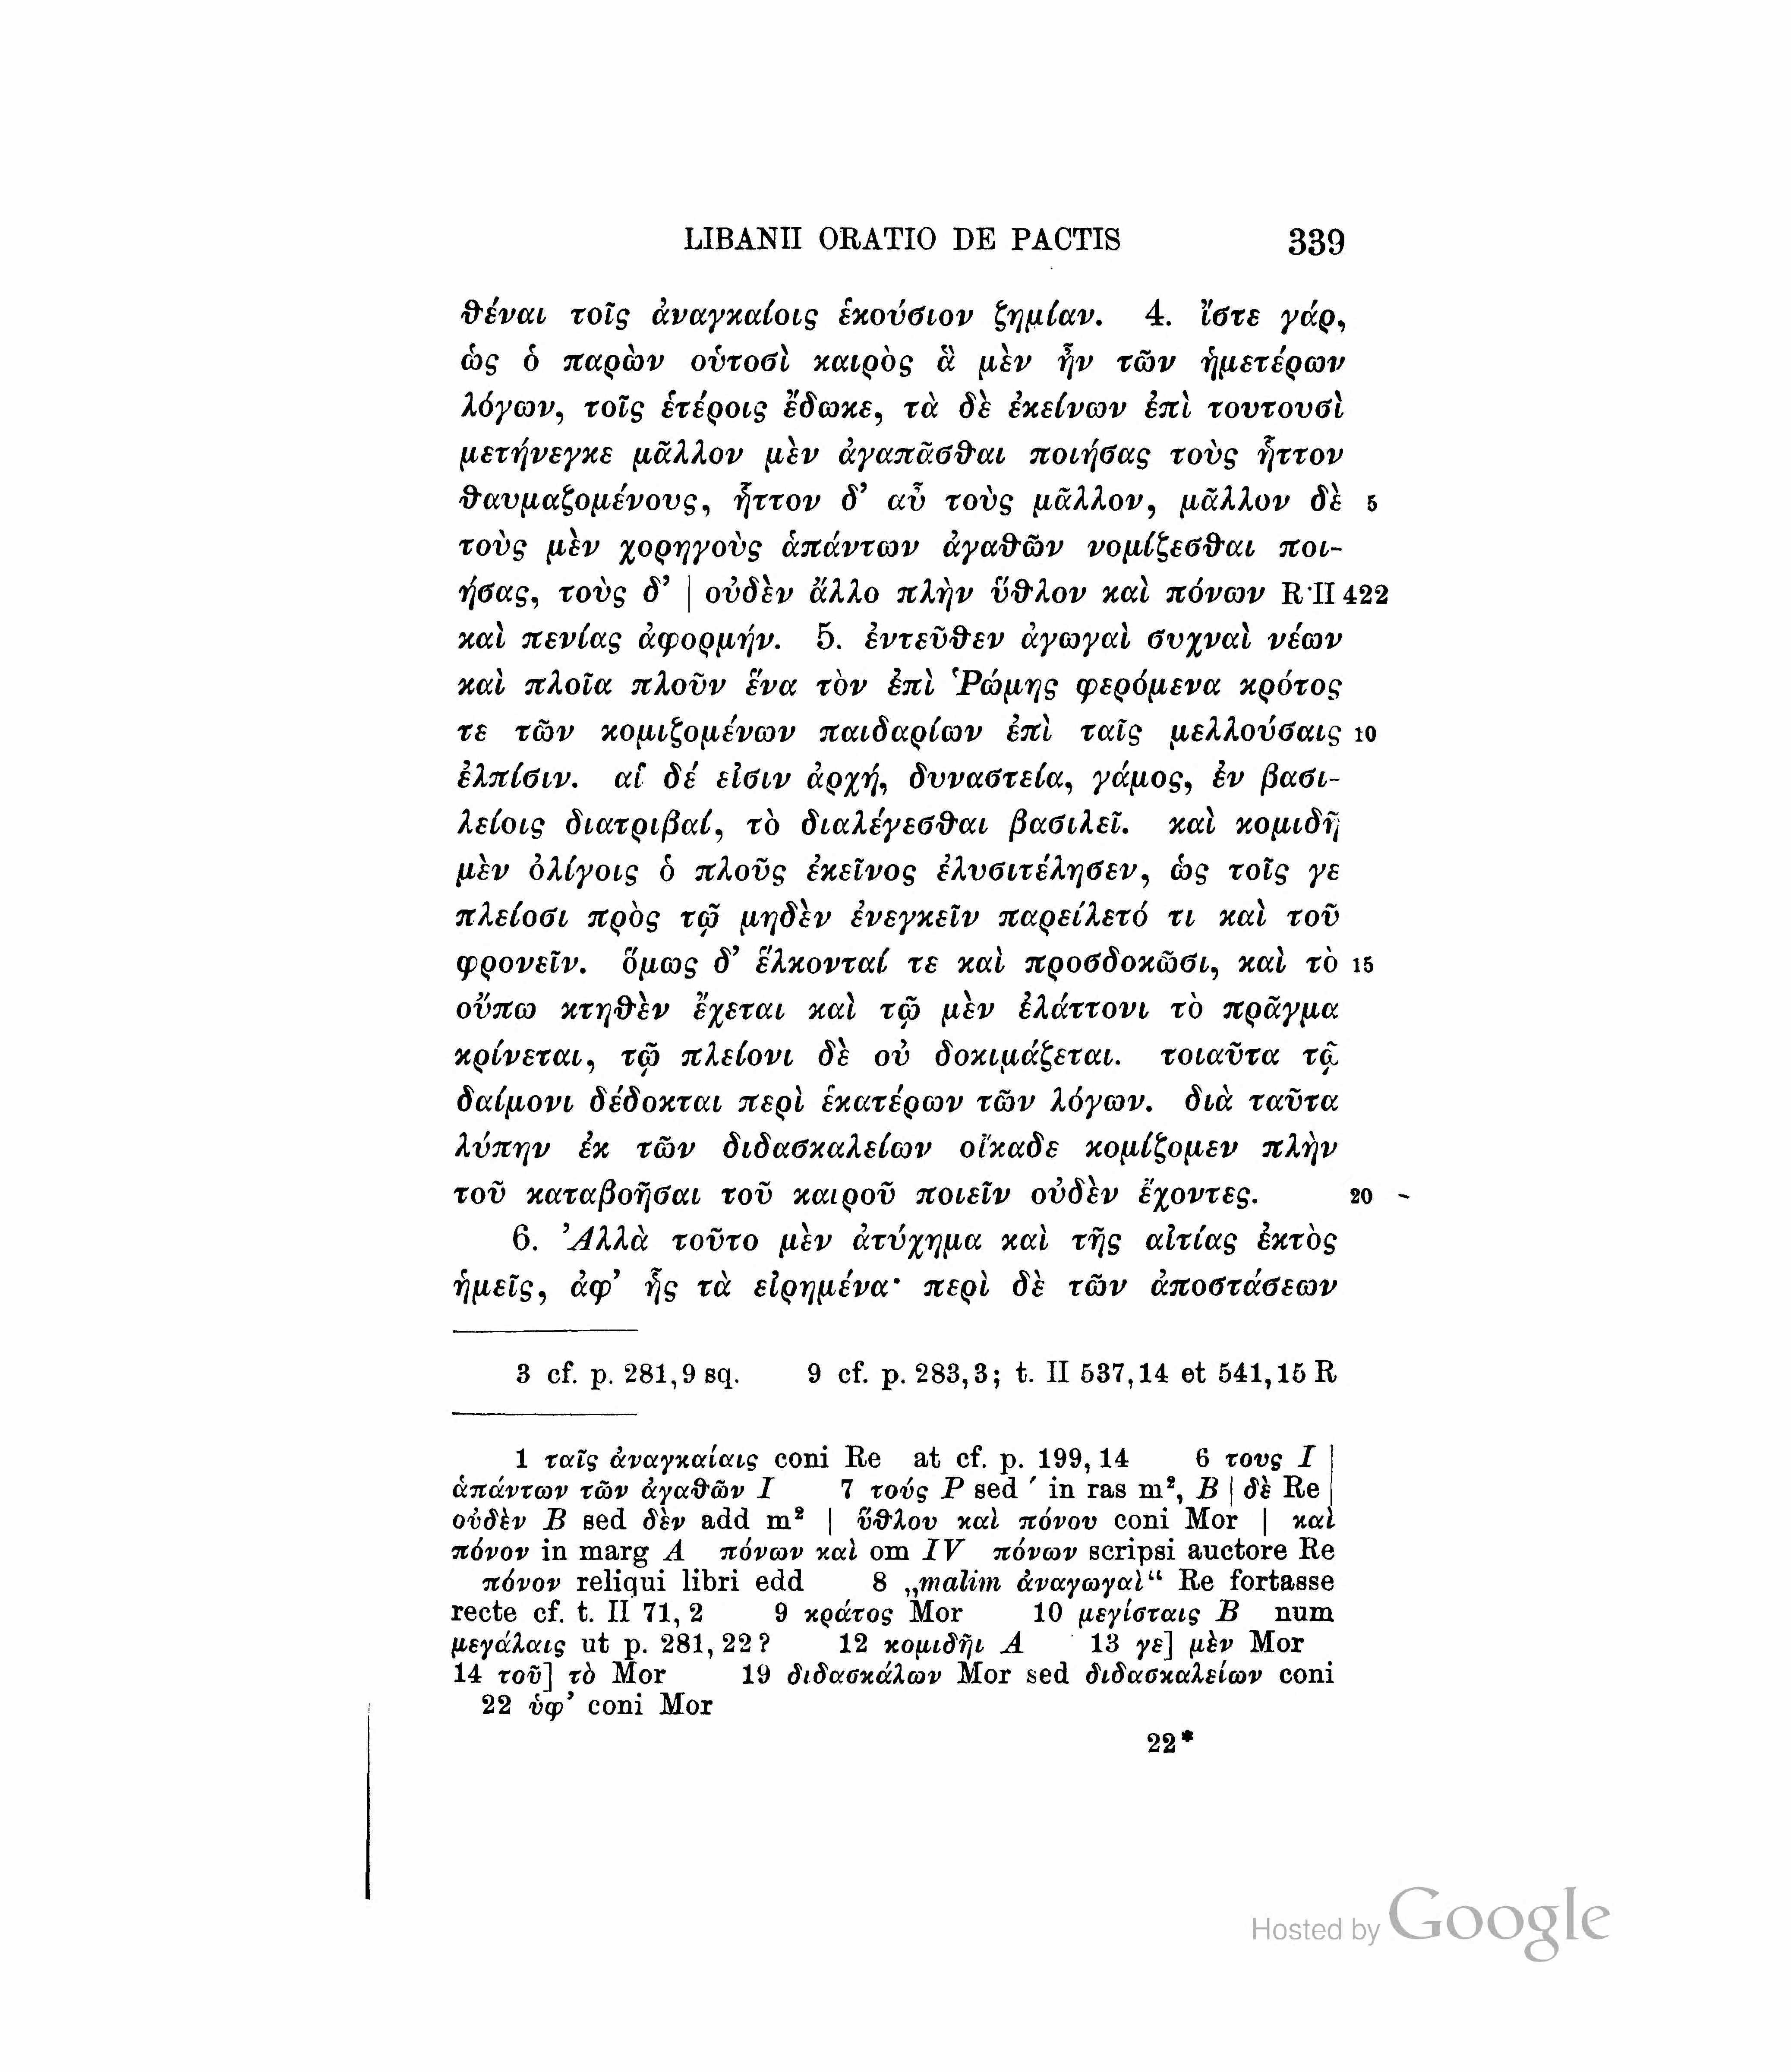 LIBANII ORATIO DE PACTIS 339
θέναι τοῖς ἀναγκαίοις ἑκούσιον ζημίαν. 4. ἴστε γάρ,
ὡς ὁ παρὼν οὑτοσὶ καιρὸς ἃ μὲν ἦν τῶν ἡμετέρων
λόγων, τοῖς ἑτέροις ἔδωκε, τὰ δὲ ἐκείνων ἐπὶ τουτουσὶ
μετήνεγκε μᾶλλον μὲν ἀγαπᾶσθαι ποιήσας τοὺς ἧττον
θαυμαζομένους, ἧττον δ’ αὖ τοὺς μᾶλλον, μᾶλλον δὲ 5
τοὺς μὲν χορηγοὺς ἁπάντων ἀγαθῶν νομίζεσθαι ποι-
ήσας, τοὺς δ’ | οὐδὲν ἄλλο πλὴν ὕθλον καὶ πόνων R II 422
καὶ πενίας ἀφορμήν. 5. ἐντεῦθεν ἀγωγαὶ συχναὶ νέων
καὶ πλοῖα πλοῦν ἕνα τὸν ἐπὶ Ῥώμης φερόμενα κρότος
τε τῶν κομιζομένων παιδαρίων ἐπὶ ταῖς μελλούσαις 10
ἐλπίσιν. αἵ δέ εἰσιν ἀρχή, δυναστεία, γάμος, ἐν βασι-
λείοις διατριβαί, τὸ διαλέγεσθαι βασιλεῖ. καὶ κομιδῆ
μὲν ὀλίγοις ὁ πλοῦς ἐκεῖνος ἐλυσιτέλησεν, ὡς τοῖς γε
πλείοσι πρὸς τῷ μηδὲν ἐνεγκεῖν παρείλετό τι καὶ τοῦ
φρονεῖν. ὅμως δ’ ἕλκονταί τε καὶ προσδοκῶσι, καὶ τὸ 15
οὔπω κτηθὲν ἔχεται καὶ τῷ μὲν ἐλάττονι τὸ πρᾶγμα
κρίνεται, τῷ πλείονι δὲ οὐ δοκιμάζεται. τοιαῦτα τῷ
δαίμονι δέδοκται περὶ ἑκατέρων τῶν λόγων. διὰ ταῦτα
λύπην ἐκ τῶν διδασκαλείων οἴκαδε κομίζομεν πλὴν
τοῦ καταβοῆσαι τοῦ καιροῦ ποιεῖν οὐδὲν ἔχοντες. 20
6. Ἀλλὰ τοῦτο μὲν ἀτύχημα καὶ τῆς αἰτίας ἐκτὸς
ἡμεῖς, ἀφ’ ἧς τὰ εἰρημένα· περὶ δὲ τῶν ἀποστάσεων
3 cf. p. 281,9 sq. 9 cf. p. 283,3; t. II 537,14 et 541,15 R
1 ταῖς ἀναγκαίαις coni Re at cf. p. 199, 14 6 τους I |
ἁπάντων τῶν ἀγαθῶν I 7 τούς P sed ´ in ras m², B | δὲ Re |
οὐδὲν B sed δὲν add m² | ὕθλου καὶ πόνου coni Mor | καὶ
πόνον in marg A πόνων καὶ om IV πόνων scripsi auctore Re
πόνον reliqui libri edd 8 „malim ἀναγωγαὶ“ Re fortasse
recte cf. t. II 71, 2 9 κράτος Mor 10 μεγίσταις B num
μεγάλαις ut p. 281, 22? 12 κομιδῆι A 13 γε] μὲν Mor
14 τοῦ] τὸ Mor 19 διδασκάλων Mor sed διδασκαλείων coni
22 ὑφ’ coni Mor
22*
Hosted by Google